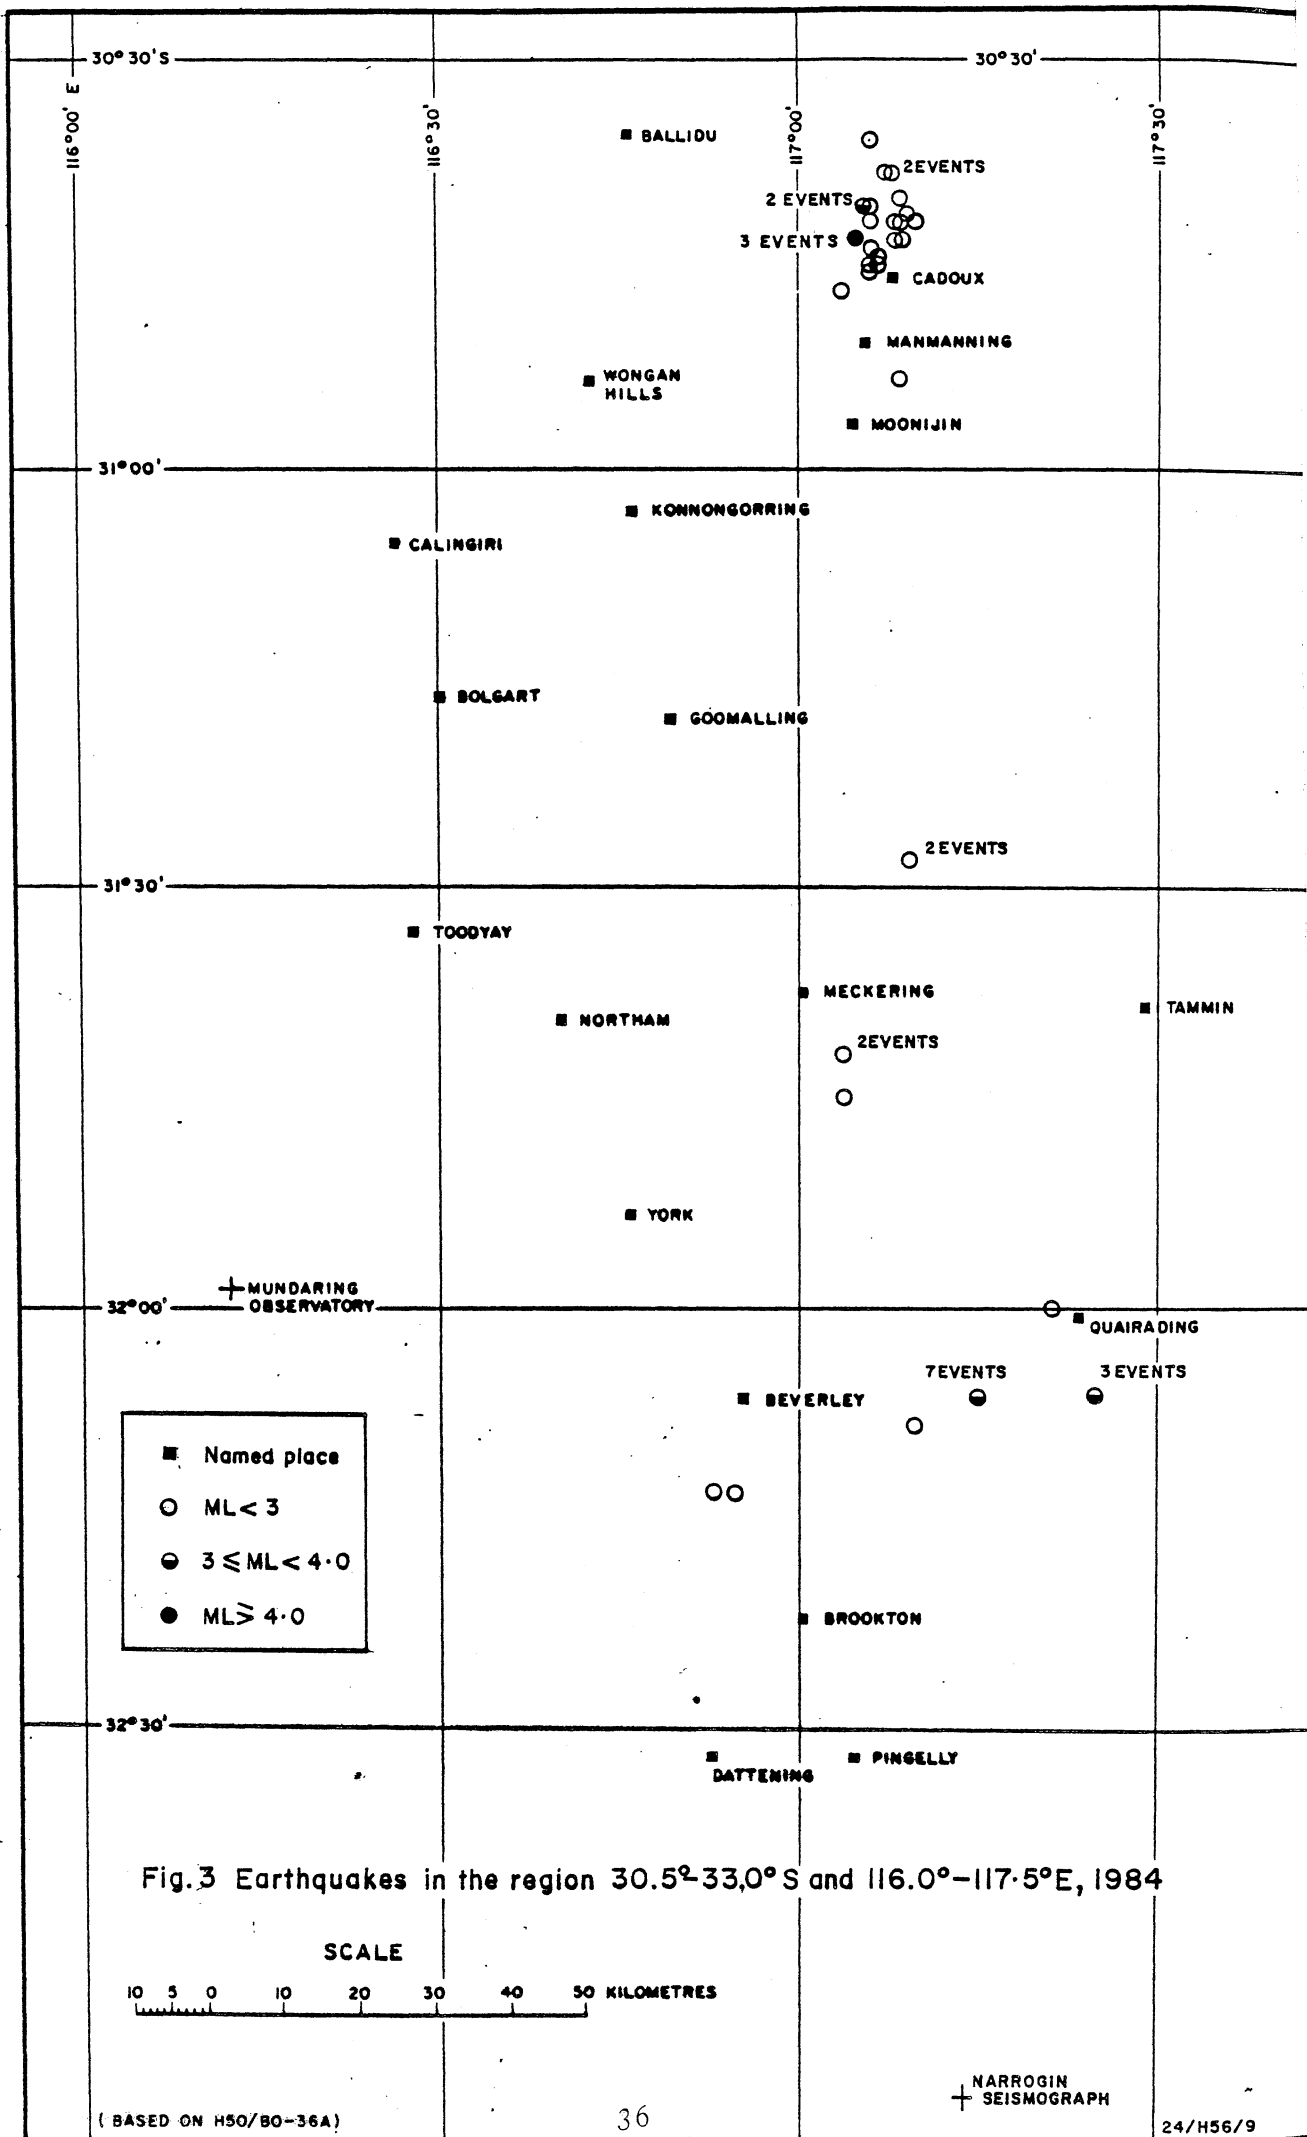 30° 30' S
30° 30'
116° 00' E
116° 30'
117° 00'
117° 30'
BALLIDU
2 EVENTS
2 EVENTS
3 EVENTS
CADOUX
MANMANNING
WONGAN
HILLS
MOONIJIN
31° 00'
KONNONGORRING
CALINGIRI
BOLGART
GOOMALLING
2 EVENTS
31° 30'
TOODYAY
MECKERING
TAMMIN
NORTHAM
2 EVENTS
YORK
MUNDARING
OBSERVATORY
32° 00'
QUAIRADING
7 EVENTS
3 EVENTS
BEVERLEY
Named place
ML < 3
3 ⩽ ML < 4·0
ML ⩾ 4·0
BROOKTON
32° 30'
DATTENING
PINGELLY
Fig. 3 Earthquakes in the region 30.5°-33,0° S and 116.0°-117·5°E, 1984
SCALE
10 5 0 10 20 30 40 50 KILOMETRES
NARROGIN
SEISMOGRAPH
( BASED ON H50/B0-36A)
36
24/H56/9